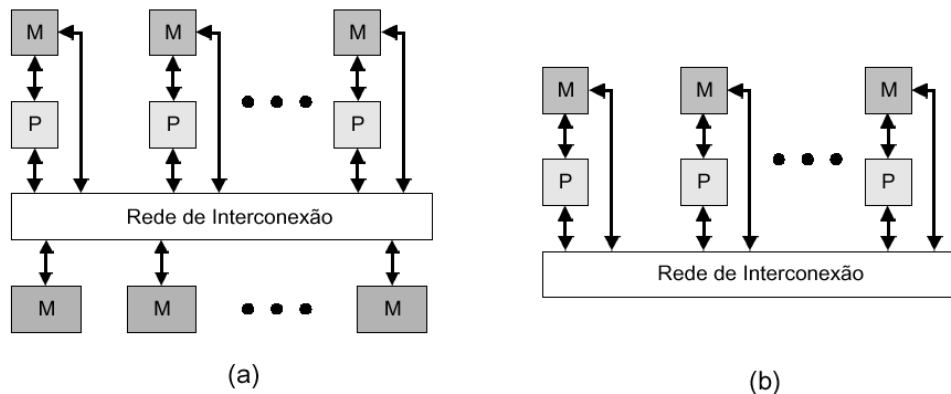 M M M
P P P
Rede de Interconexão
M M M
(a)
M M M
P P P
Rede de Interconexão
(b)